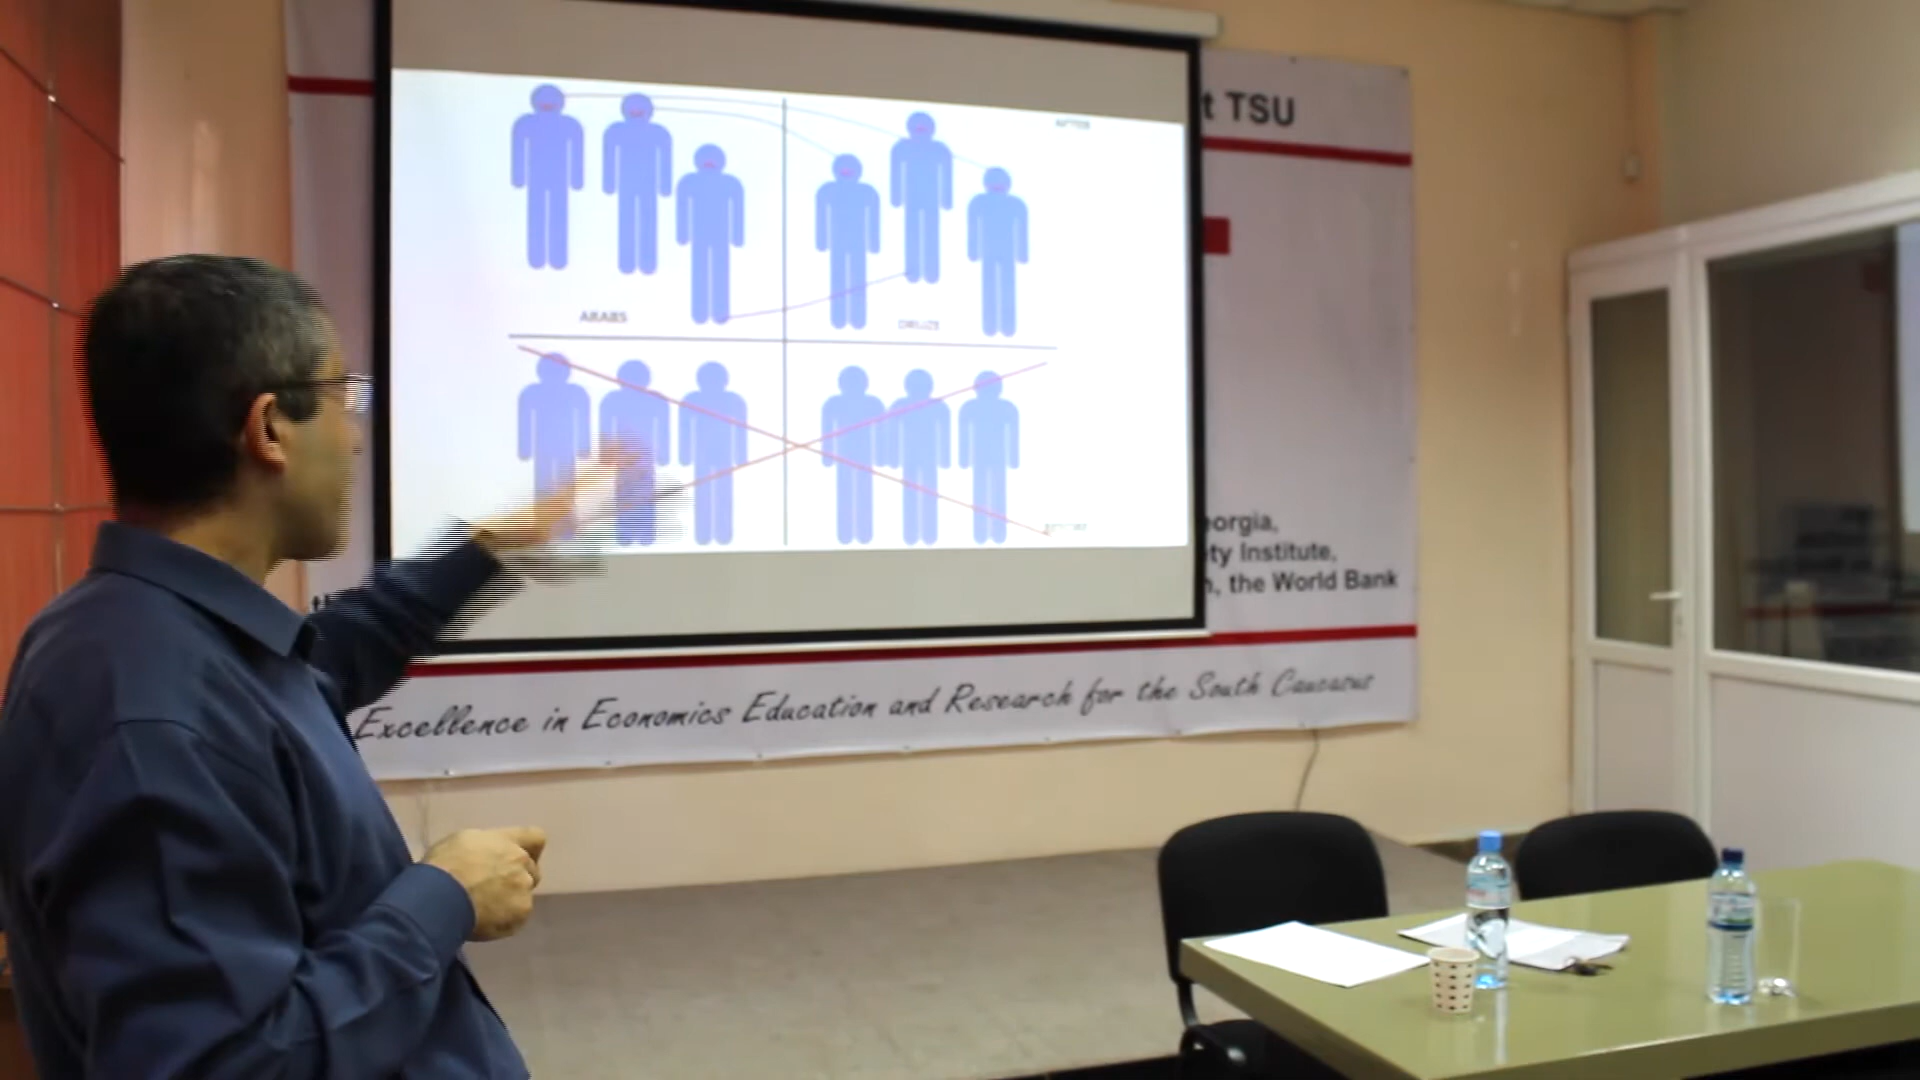 t TSU
AFTER
ARABS
DRUZE
eorgia,
ty Institute,
, the World Bank
Excellence in Economics Education and Research for the South Caucasus